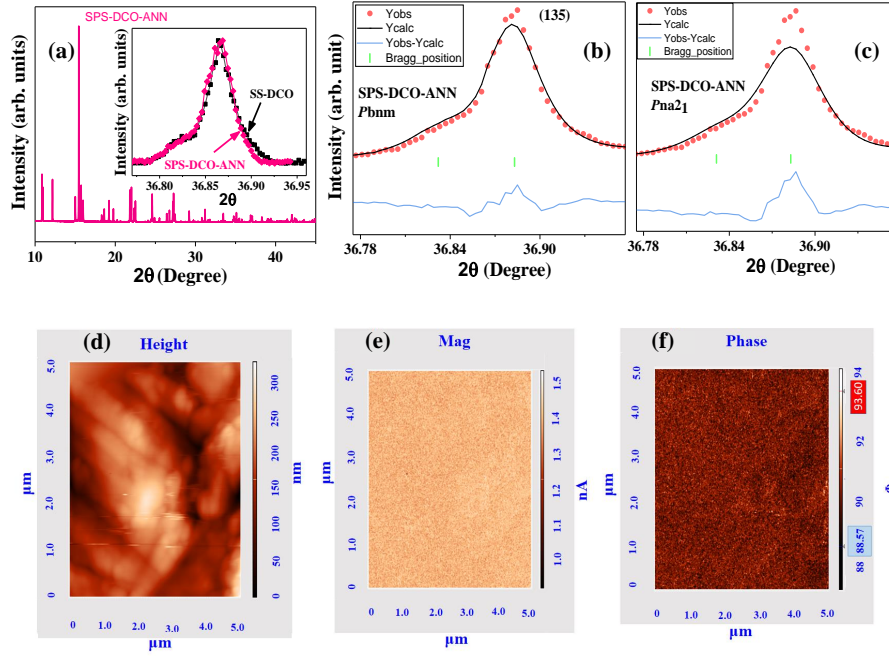 SPS-DCO-ANN
(a)
Intensity (arb. units)
SS-DCO
SPS-DCO-ANN
36.80 36.85 36.90 36.96
2θ
10 20 30 40
2θ (Degree)
Yobs
Ycalc
Yobs-Ycalc
Bragg_position
(135)
(b)
SPS-DCO-ANN
Pbnm
Intensity (arb. unit)
36.78 36.84 36.90
2θ (Degree)
Yobs
Ycalc
Yobs-Ycalc
Bragg_position
(c)
SPS-DCO-ANN
Pna21
Intensity (arb. unit)
36.78 36.84 36.90
2θ (Degree)
(d) Height
5.0
4.0
3.0
2.0
1.0
0
μm
0 1.0 2.0 3.0 4.0 5.0
μm
300
250
200
150
100
50
0
nm
(e) Mag
5.0
4.0
3.0
2.0
1.0
0
μm
0 1.0 2.0 3.0 4.0 5.0
μm
1.5
1.4
1.3
1.2
1.1
1.0
nA
(f) Phase
5.0
4.0
3.0
2.0
1.0
0
μm
0 1.0 2.0 3.0 4.0 5.0
μm
94
93.60
92
90
88.57
88